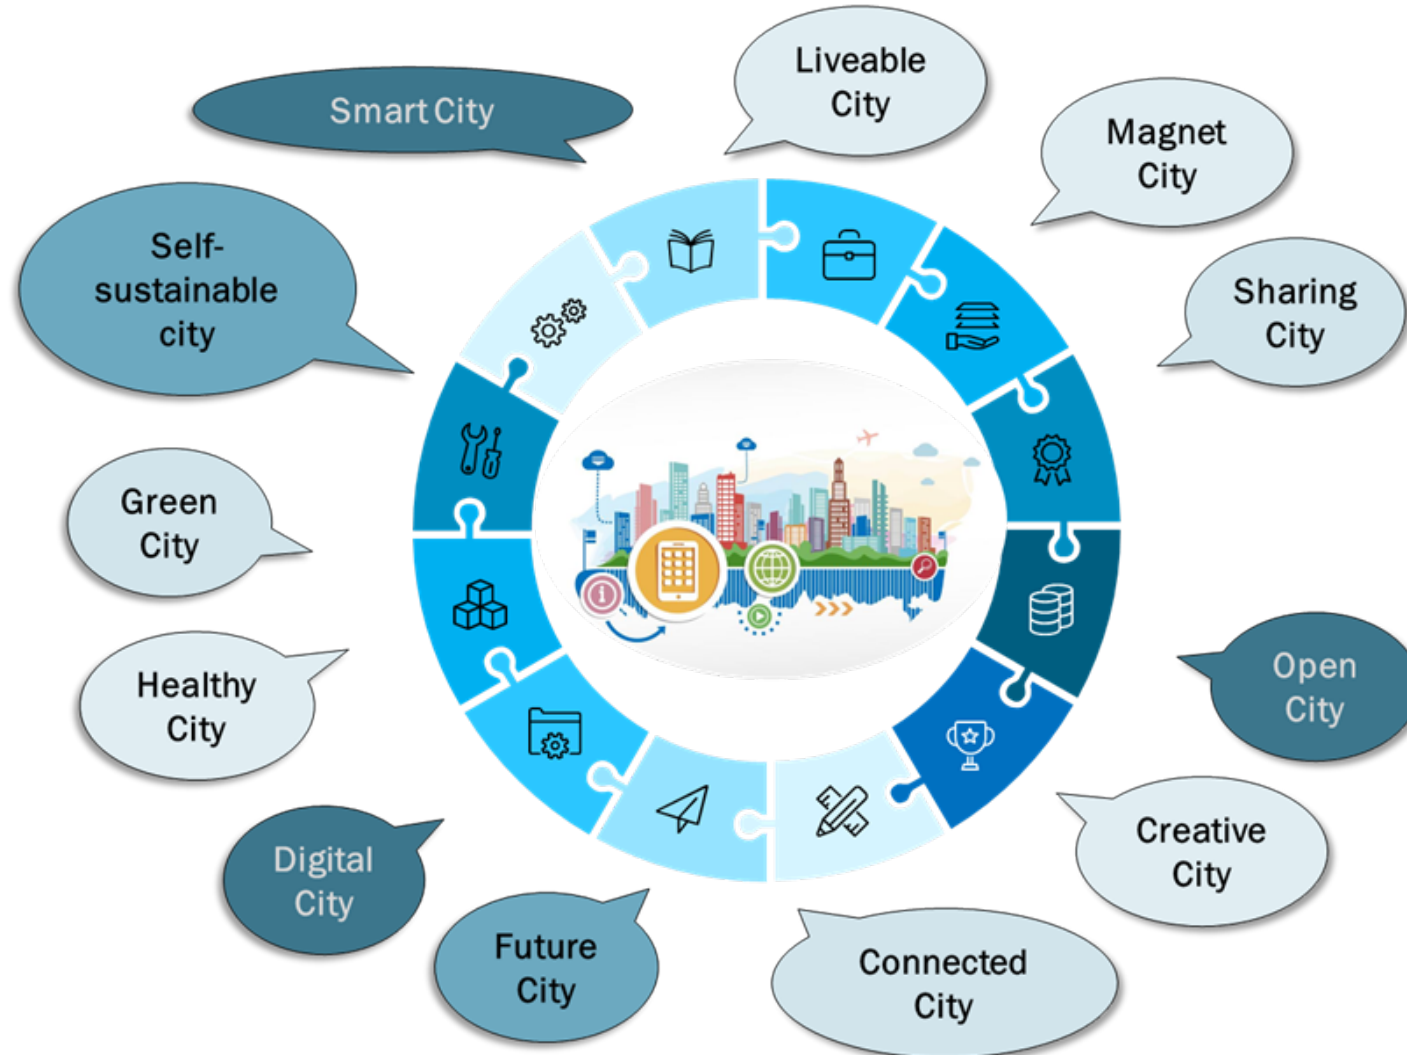 Liveable
City
Smart City
Magnet
City
Self-
sustainable
city
Sharing
City
Green
City
Healthy
City
Open
City
Digital
City
Creative
City
Future
City
Connected
City